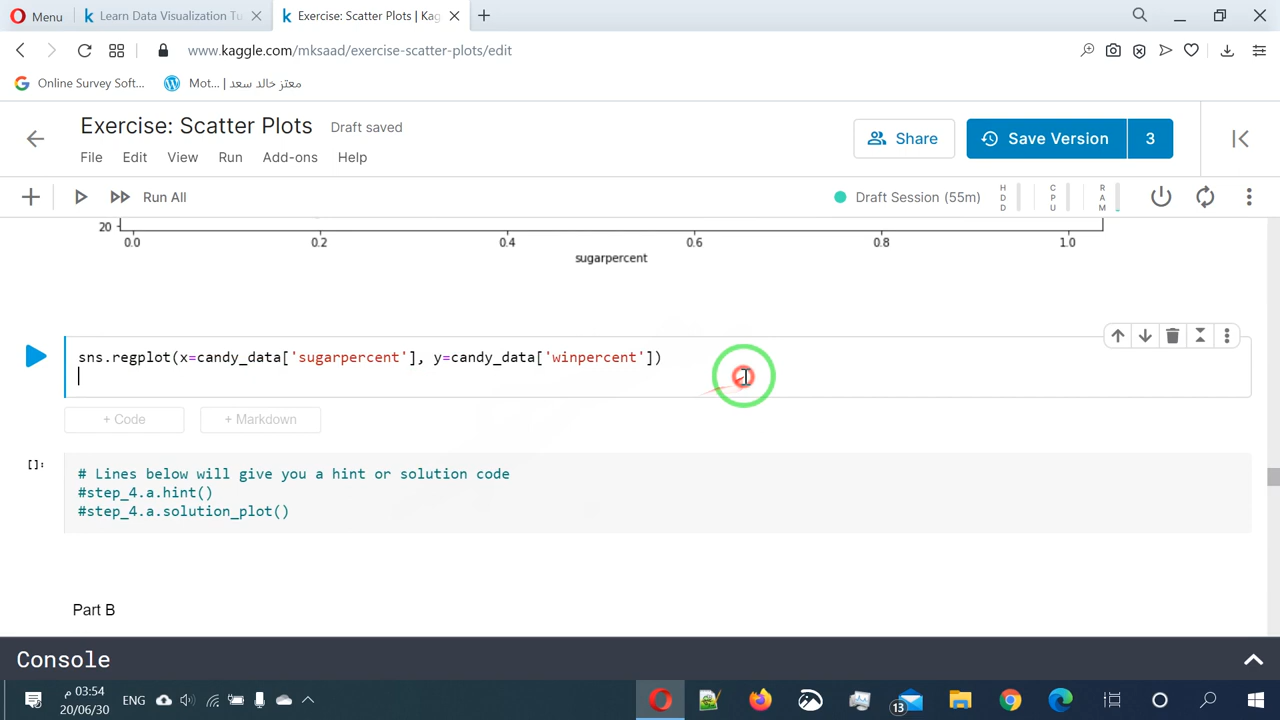 Menu
Learn Data Visualization Tu
Exercise: Scatter Plots | Kag
www.kaggle.com/mksaad/exercise-scatter-plots/edit
Online Survey Soft...
Mot... | معتز خالد سعد
Exercise: Scatter Plots
Draft saved
Share
Save Version
3
File
Edit
View
Run
Add-ons
Help
Run All
Draft Session (55m)
HDD
CPU
RAM
20
0.0
0.2
0.4
0.6
0.8
1.0
sugarpercent
sns.regplot(x=candy_data['sugarpercent'], y=candy_data['winpercent'])
+ Code
+ Markdown
[]:
# Lines below will give you a hint or solution code
#step_4.a.hint()
#step_4.a.solution_plot()
Part B
Console
03:54 م
20/06/30
ENG
13